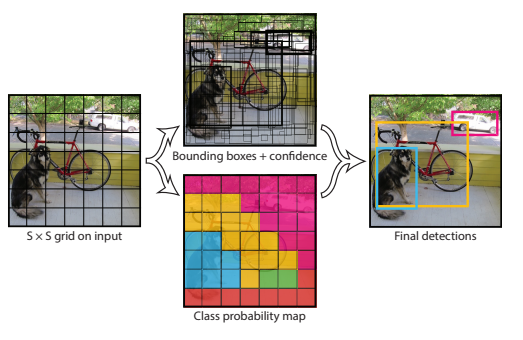 Bounding boxes + confidence
S × S grid on input
Final detections
Class probability map